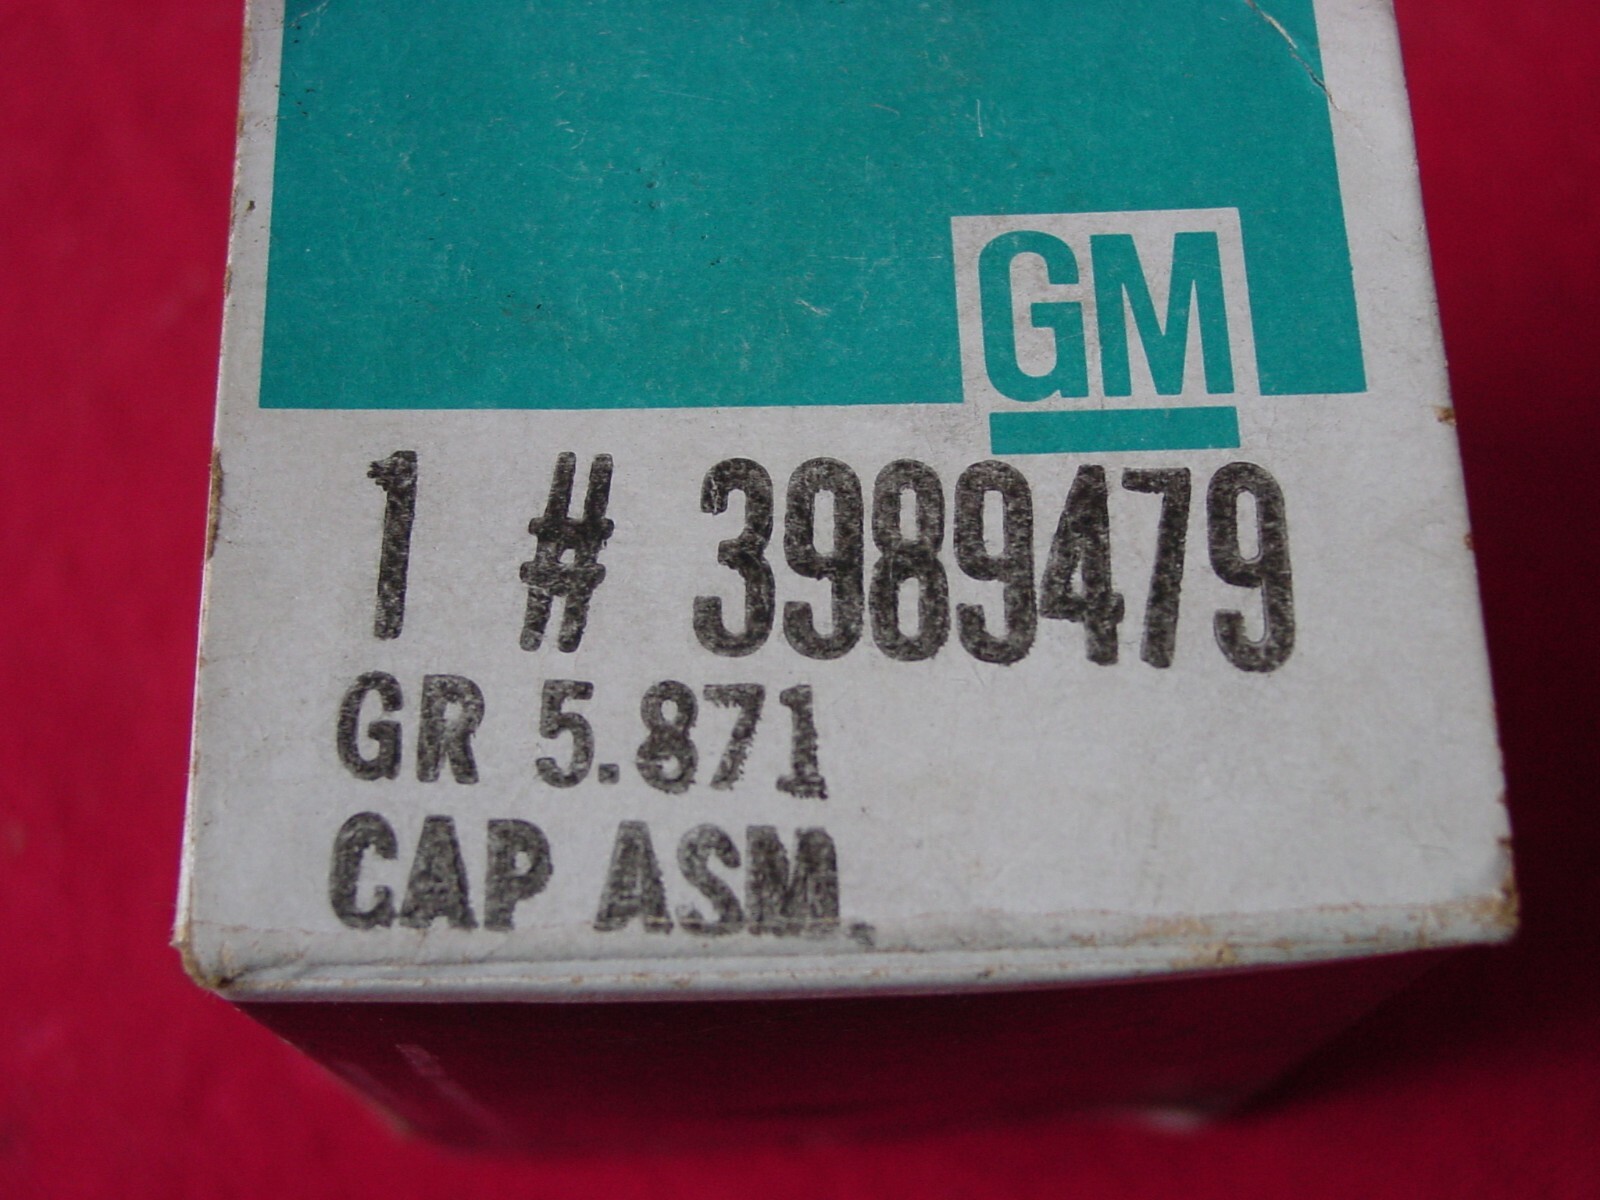 GM
1 # 3989479
GR 5.871
CAP ASM.